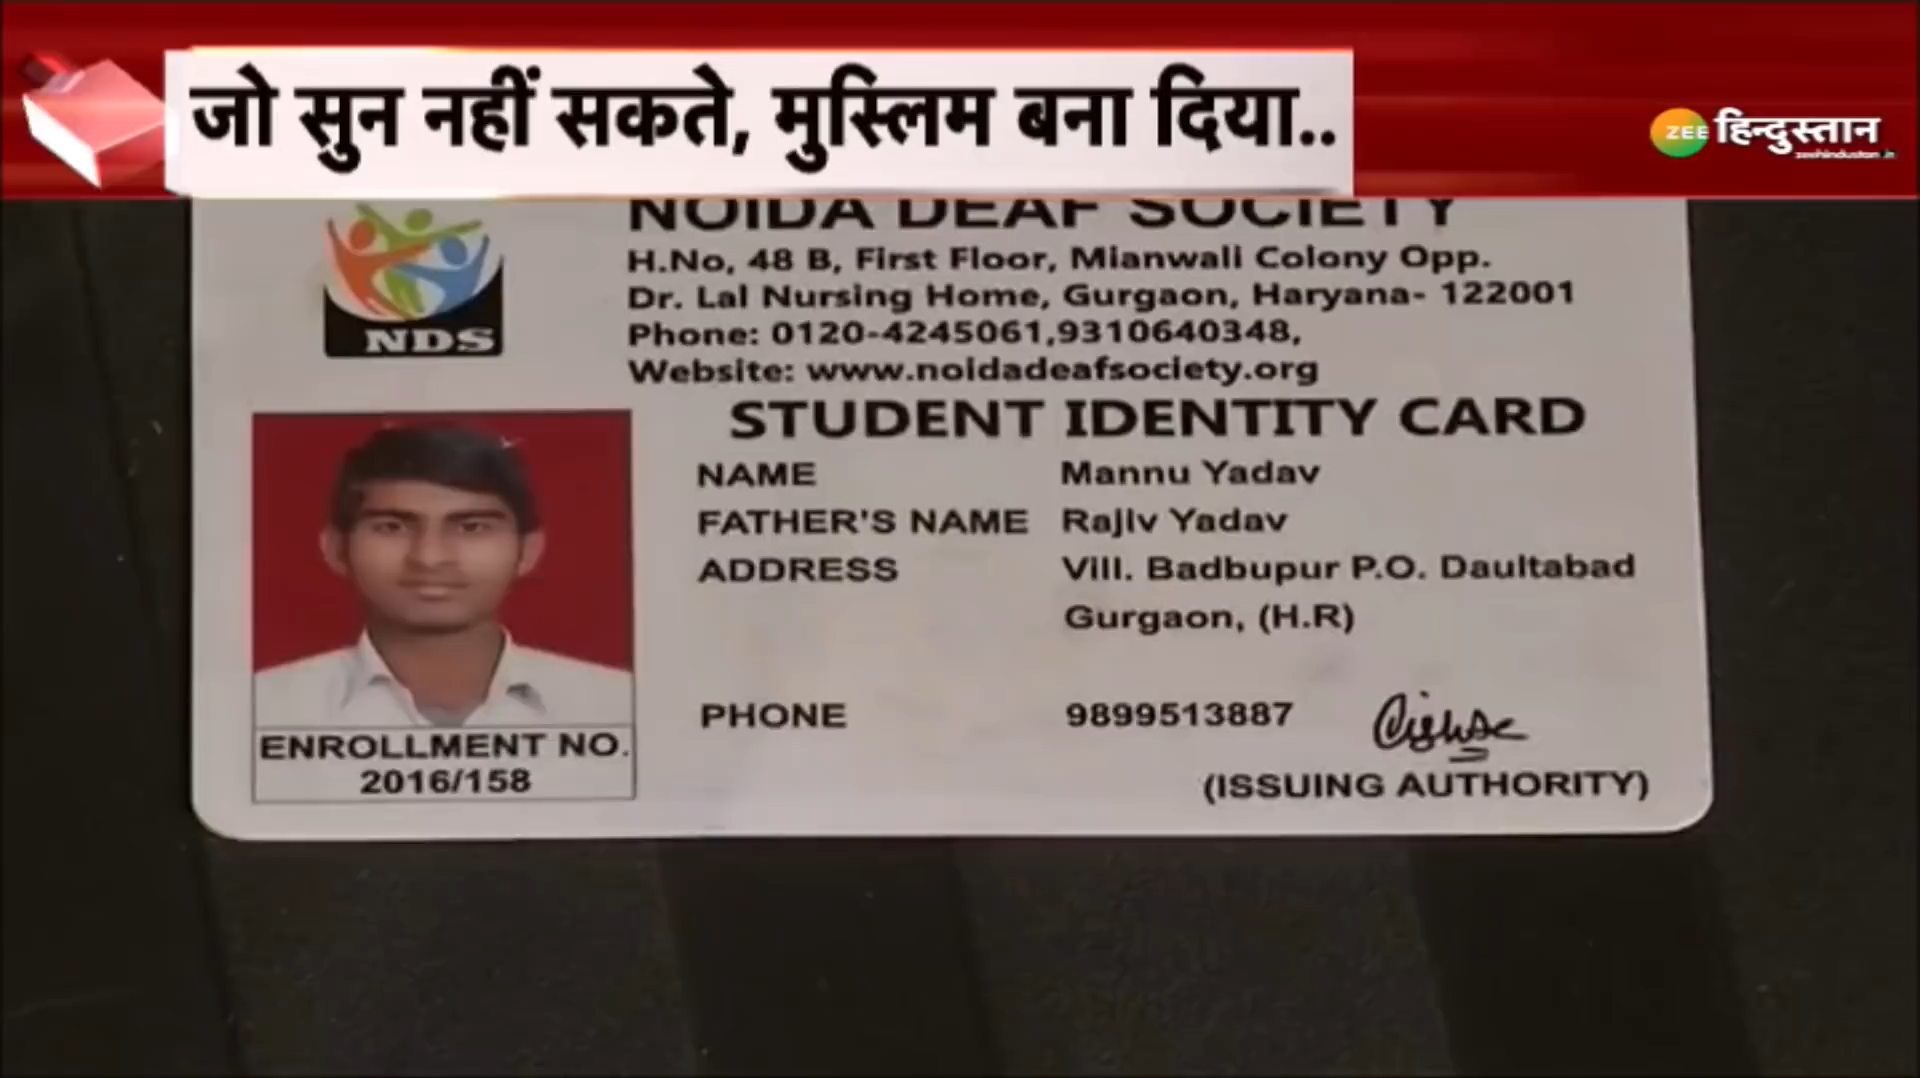 जो सुन नहीं सकते, मुस्लिम बना दिया..
ZEE हिन्दुस्तान
zeehindustan.in
NOIDA DEAF SOCIETY
H.No, 48 B, First Floor, Mianwali Colony Opp.
Dr. Lal Nursing Home, Gurgaon, Haryana- 122001
Phone: 0120-4245061,9310640348,
Website: www.noidadeafsociety.org
NDS
STUDENT IDENTITY CARD
NAME Mannu Yadav
FATHER'S NAME Rajiv Yadav
ADDRESS Vill. Badbupur P.O. Daultabad
Gurgaon, (H.R)
PHONE 9899513887
ENROLLMENT NO.
2016/158
(ISSUING AUTHORITY)